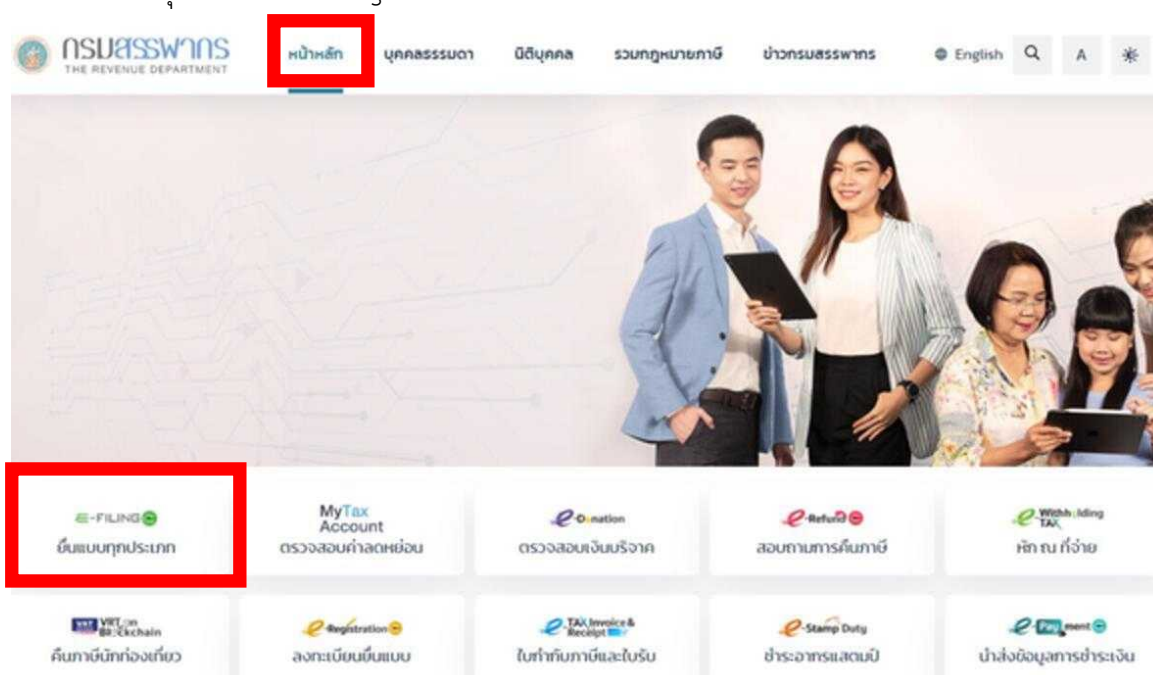 กรมสรรพากร
THE REVENUE DEPARTMENT
หน้าหลัก บุคคลธรรมดา นิติบุคคล รวมกฎหมายภาษี ข่าวกรมสรรพากร English A
E-FILING
ยื่นแบบทุกประเภท
MyTax
Account
ตรวจสอบค่าลดหย่อน
e-Donation
ตรวจสอบเงินบริจาค
e-Refund
สอบถามการคืนภาษี
e-Withholding
TAX
หัก ณ ที่จ่าย
VRT VRT on
Blockchain
คืนภาษีนักท่องเที่ยว
e-Registration
ลงทะเบียนยื่นแบบ
e-TAX Invoice &
Receipt
ใบกำกับภาษีและใบรับ
e-Stamp Duty
ชำระอากรแสตมป์
e-Payment
นำส่งข้อมูลการชำระเงิน